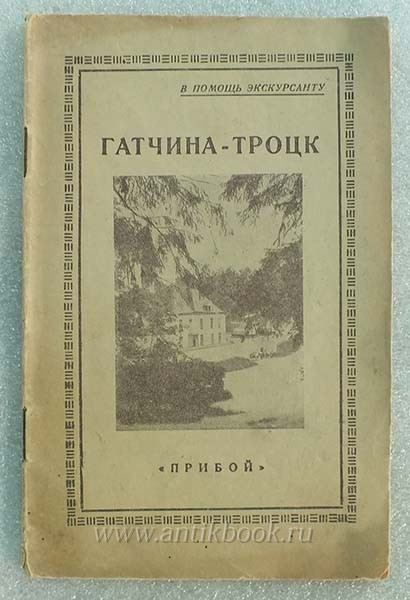 В ПОМОЩЬ ЭКСКУРСАНТУ
ГАТЧИНА-ТРОЦК
«ПРИБОЙ»
www.antikbook.ru